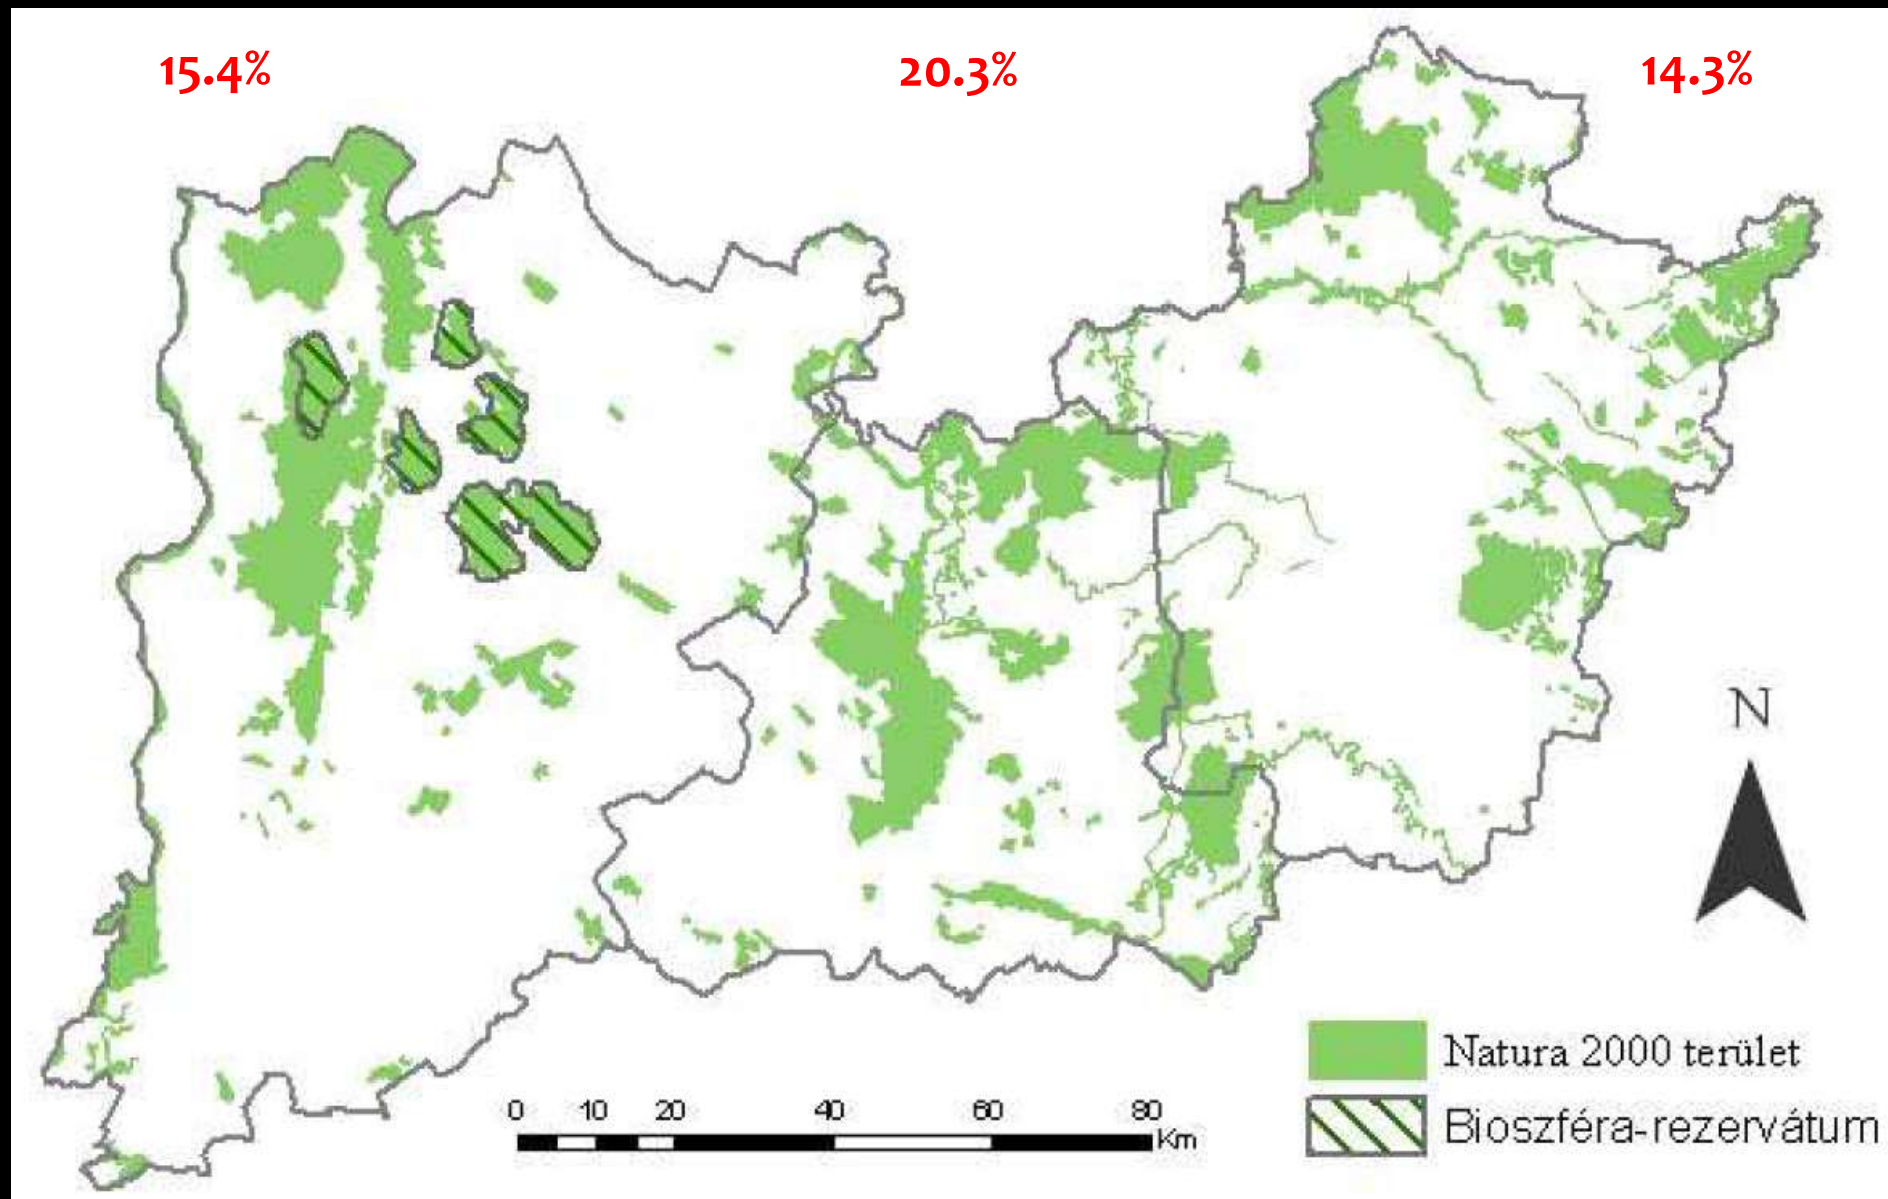 15.4% 20.3% 14.3%
N
Natura 2000 terület
0 10 20 40 60 80
Km
Bioszféra-rezervátum